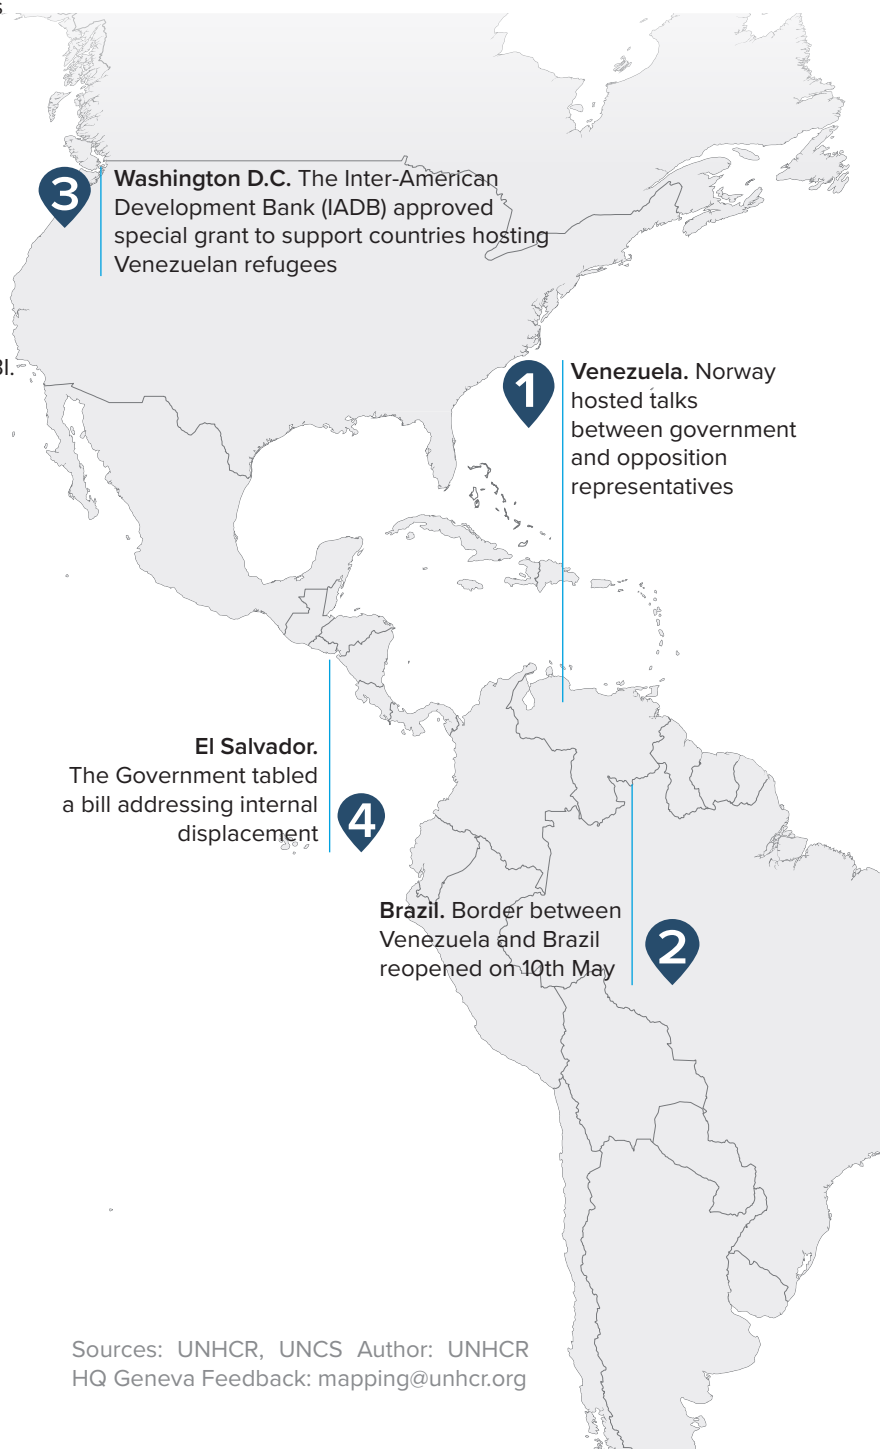 s
3
Washington D.C. The Inter-American
Development Bank (IADB) approved
special grant to support countries hosting
Venezuelan refugees
1
Venezuela. Norway
hosted talks
between government
and opposition
representatives
El Salvador.
The Government tabled
a bill addressing internal
displacement
4
Brazil. Border between
Venezuela and Brazil
reopened on 10th May
2
Sources: UNHCR, UNCS Author: UNHCR
HQ Geneva Feedback: mapping@unhcr.org